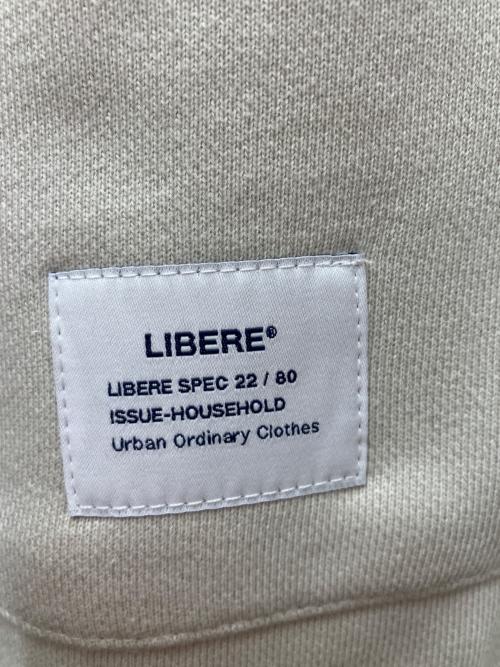 LIBERE®
LIBERE SPEC 22 / 80
ISSUE-HOUSEHOLD
Urban Ordinary Clothes